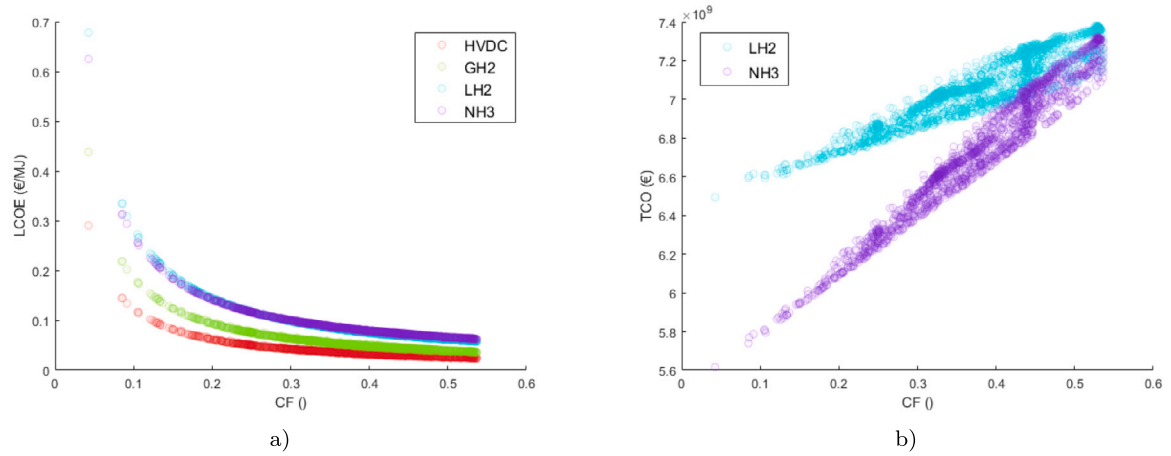 0.7
0.6
0.5
0.4
0.3
0.2
0.1
0
LCOE (€/MJ)
HVDC
GH2
LH2
NH3
0 0.1 0.2 0.3 0.4 0.5 0.6
CF ()
a)
×10⁹
7.4
7.2
7
6.8
6.6
6.4
6.2
6
5.8
5.6
TCO (€)
LH2
NH3
0 0.1 0.2 0.3 0.4 0.5 0.6
CF ()
b)